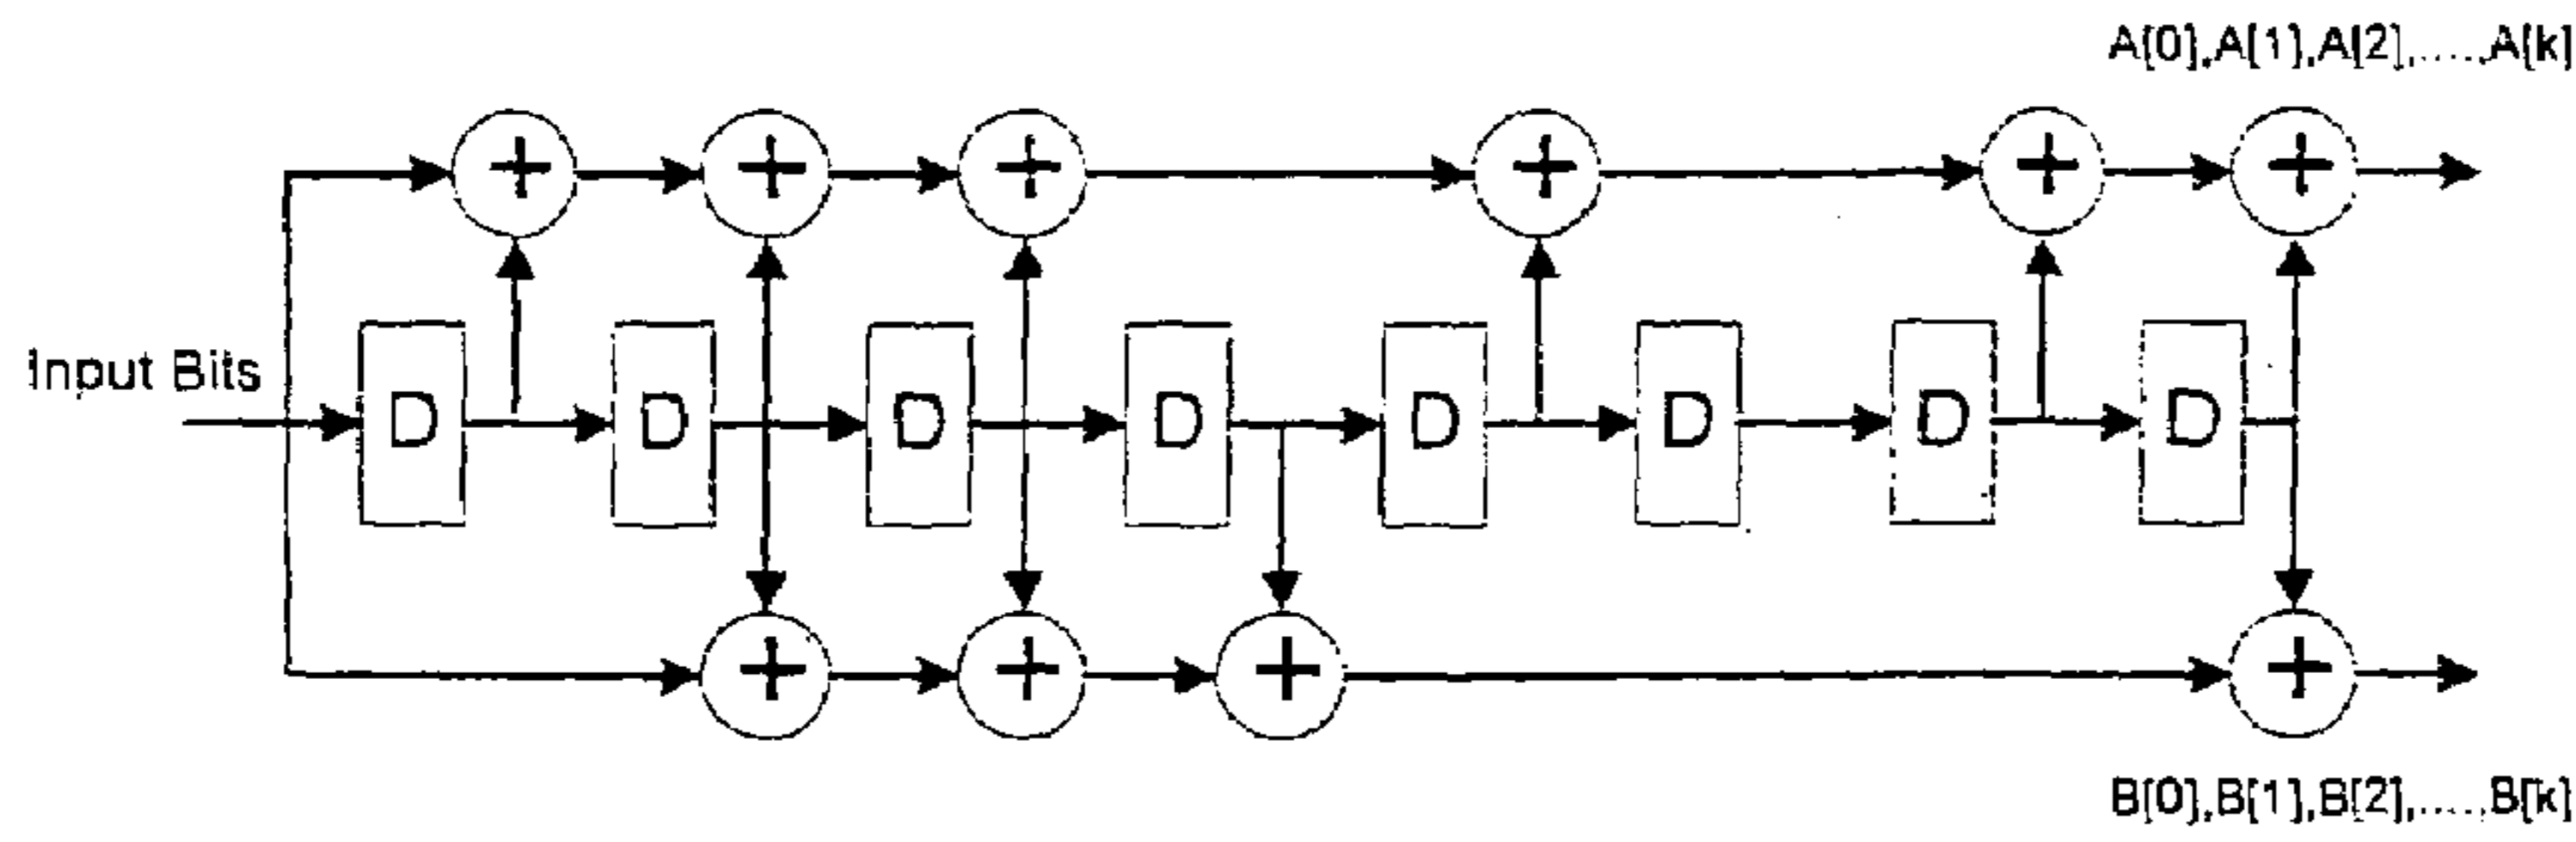 A[0],A[1],A[2],.....,A[k]
+ + + + + +
Input Bits
D D D D D D D D
+ + + +
B[0],B[1],B[2],.....,B[k]